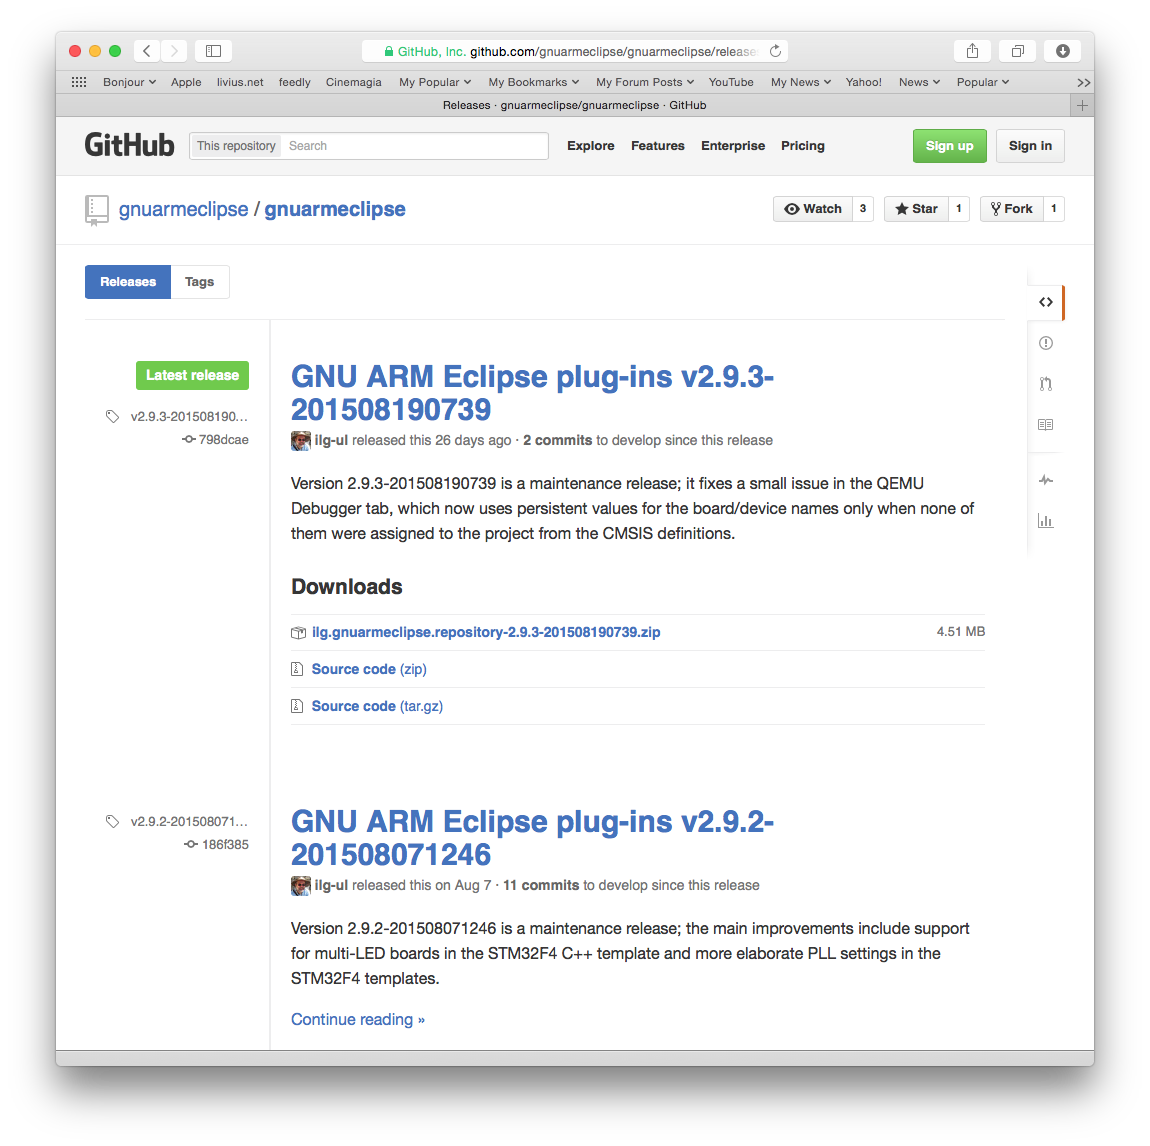 GitHub, Inc. github.com/gnuarmeclipse/gnuarmeclipse/release
Bonjour Apple livius.net feedly Cinemagia My Popular My Bookmarks My Forum Posts YouTube My News Yahoo! News Popular >>
Releases · gnuarmeclipse/gnuarmeclipse · GitHub
GitHub This repository Search Explore Features Enterprise Pricing Sign up Sign in
gnuarmeclipse / gnuarmeclipse Watch 3 Star 1 Fork 1
Releases Tags
Latest release
v2.9.3-201508190...
798dcae
GNU ARM Eclipse plug-ins v2.9.3-
201508190739
ilg-ul released this 26 days ago · 2 commits to develop since this release
Version 2.9.3-201508190739 is a maintenance release; it fixes a small issue in the QEMU
Debugger tab, which now uses persistent values for the board/device names only when none of
them were assigned to the project from the CMSIS definitions.
Downloads
ilg.gnuarmeclipse.repository-2.9.3-201508190739.zip 4.51 MB
Source code (zip)
Source code (tar.gz)
v2.9.2-201508071...
186f385
GNU ARM Eclipse plug-ins v2.9.2-
201508071246
ilg-ul released this on Aug 7 · 11 commits to develop since this release
Version 2.9.2-201508071246 is a maintenance release; the main improvements include support
for multi-LED boards in the STM32F4 C++ template and more elaborate PLL settings in the
STM32F4 templates.
Continue reading »